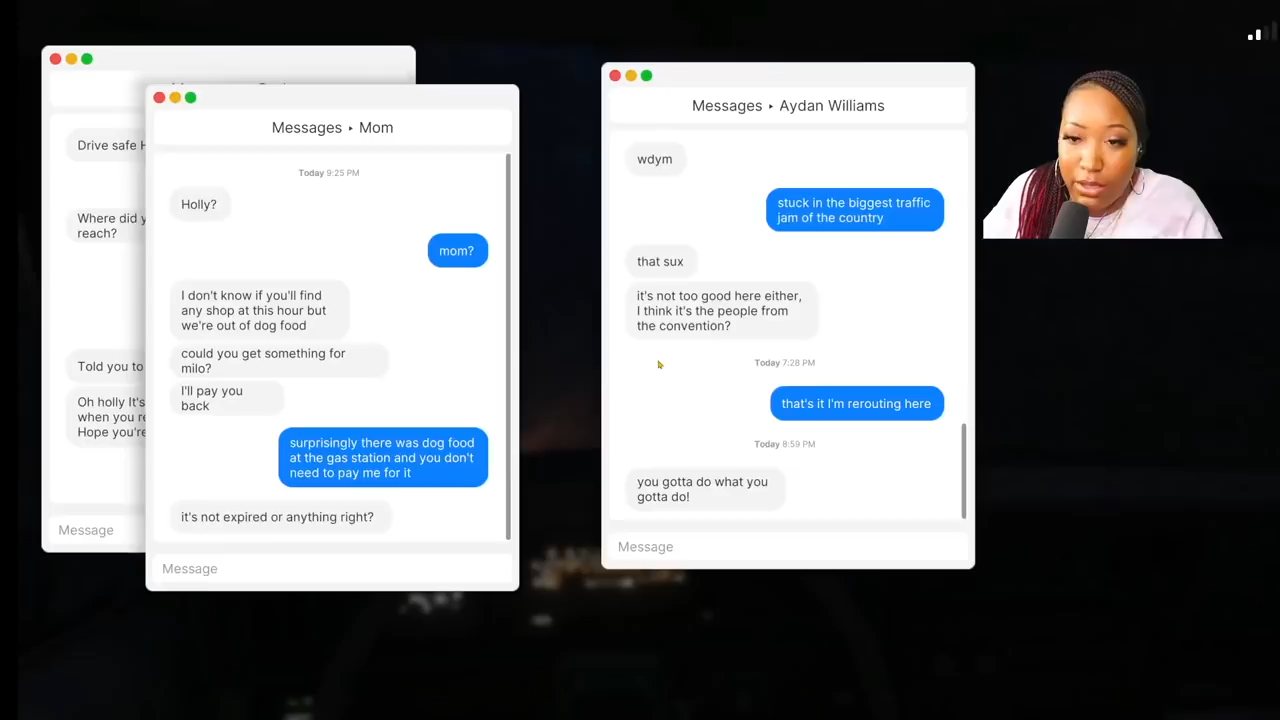 Drive safe H
Where did y
reach?
Told you to
Oh holly It's
when you re
Hope you're
Message
Messages ‣ Mom
Today 9:25 PM
Holly?
mom?
I don't know if you'll find
any shop at this hour but
we're out of dog food
could you get something for
milo?
I'll pay you
back
surprisingly there was dog food
at the gas station and you don't
need to pay me for it
it's not expired or anything right?
Message
Messages ‣ Aydan Williams
wdym
stuck in the biggest traffic
jam of the country
that sux
it's not too good here either,
I think it's the people from
the convention?
Today 7:28 PM
that's it I'm rerouting here
Today 8:59 PM
you gotta do what you
gotta do!
Message